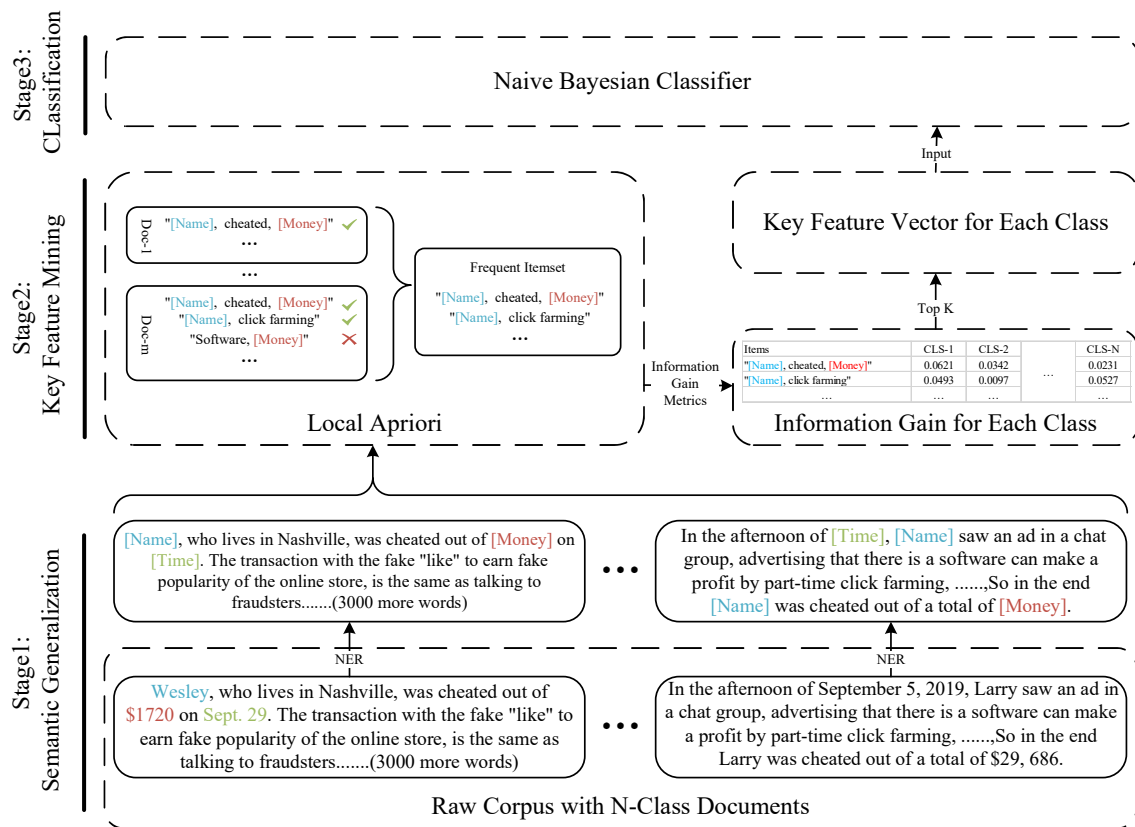 Stage3:
CLassification
Naive Bayesian Classifier
Input
Stage2:
Key Feature Mining
Doc-1
"[Name], cheated, [Money]"
...
...
Doc-m
"[Name], cheated, [Money]"
"[Name], click farming"
"Software, [Money]"
...
Frequent Itemset
"[Name], cheated, [Money]"
"[Name], click farming"
...
Local Apriori
Information
Gain
Metrics
Key Feature Vector for Each Class
Top K
Items CLS-1 CLS-2 ... CLS-N
"[Name], cheated, [Money]" 0.0621 0.0342 0.0231
"[Name], click farming" 0.0493 0.0097 0.0527
... ... ... ...
Information Gain for Each Class
Stage1:
Semantic Generalization
[Name], who lives in Nashville, was cheated out of [Money] on
[Time]. The transaction with the fake "like" to earn fake
popularity of the online store, is the same as talking to
fraudsters.......(3000 more words)
...
In the afternoon of [Time], [Name] saw an ad in a chat
group, advertising that there is a software can make a
profit by part-time click farming, ......,So in the end
[Name] was cheated out of a total of [Money].
NER
NER
Wesley, who lives in Nashville, was cheated out of
$1720 on Sept. 29. The transaction with the fake "like" to
earn fake popularity of the online store, is the same as
talking to fraudsters.......(3000 more words)
...
In the afternoon of September 5, 2019, Larry saw an ad in
a chat group, advertising that there is a software can make
a profit by part-time click farming, ......,So in the end
Larry was cheated out of a total of $29, 686.
Raw Corpus with N-Class Documents